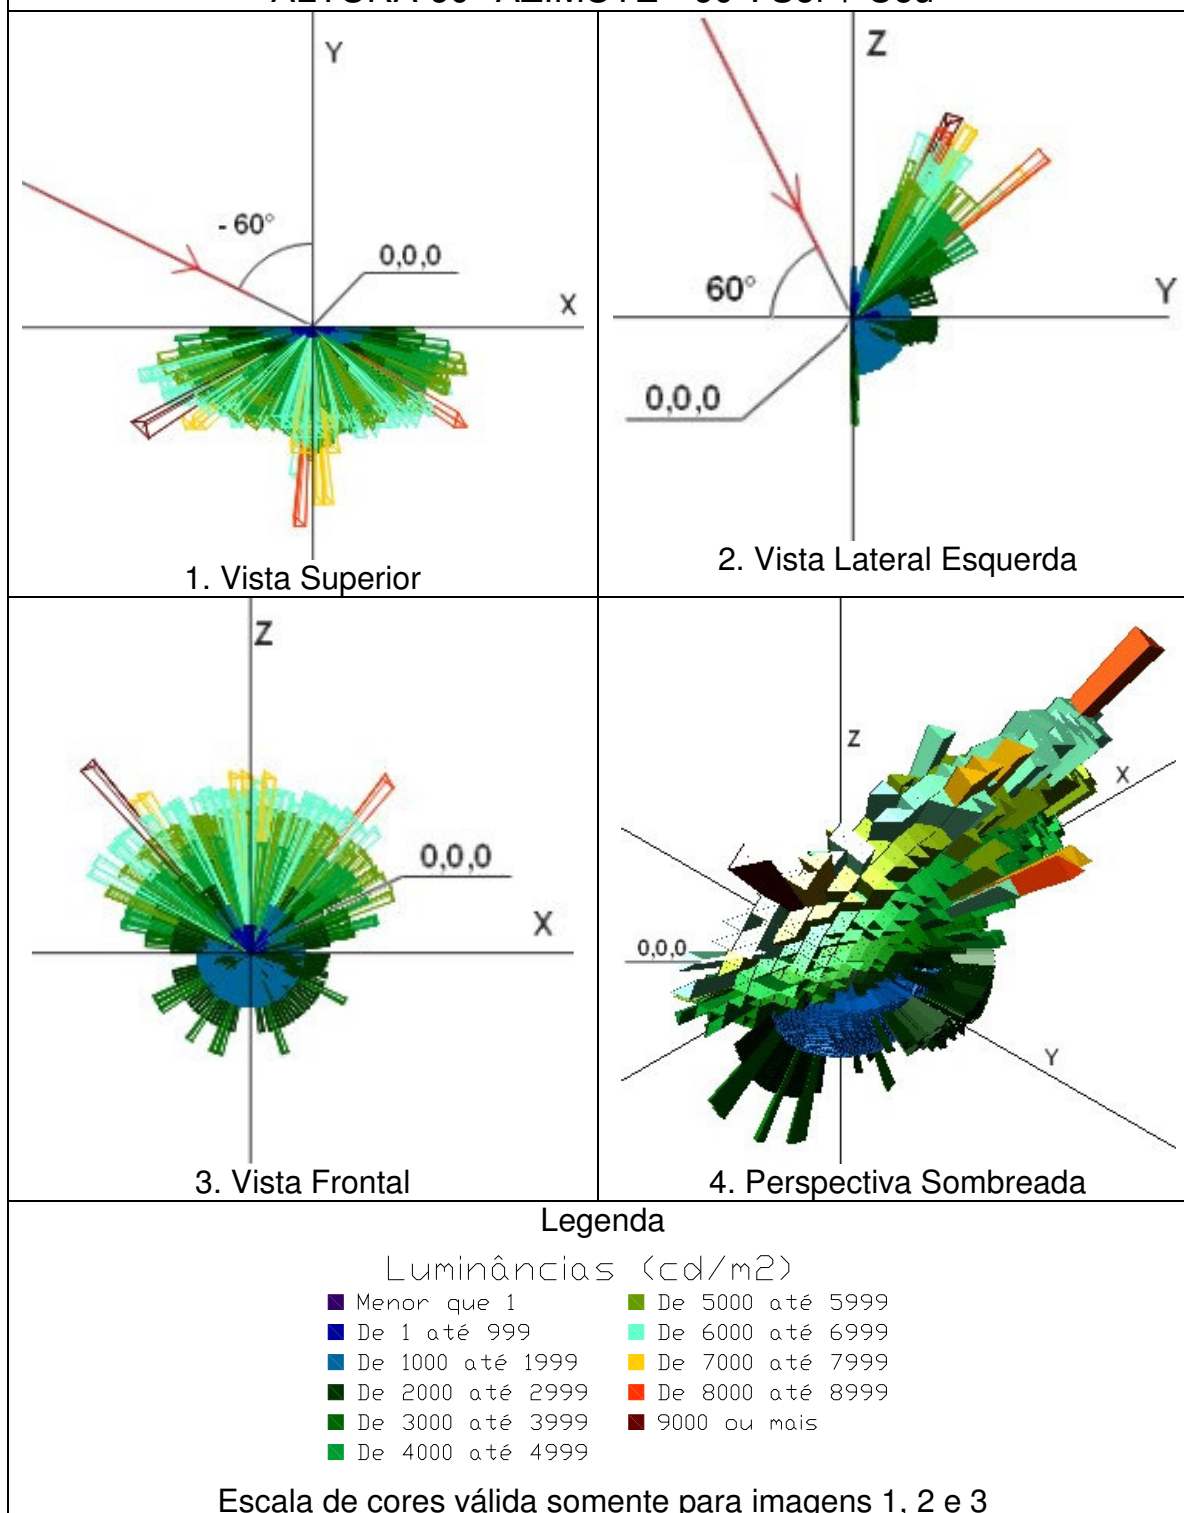 Y
- 60°
0,0,0
X
1. Vista Superior
Z
60°
Y
0,0,0
2. Vista Lateral Esquerda
Z
0,0,0
X
3. Vista Frontal
Z
X
0,0,0
Y
4. Perspectiva Sombreada
Legenda
Luminâncias (cd/m2)
Menor que 1
De 1 até 999
De 1000 até 1999
De 2000 até 2999
De 3000 até 3999
De 4000 até 4999
De 5000 até 5999
De 6000 até 6999
De 7000 até 7999
De 8000 até 8999
9000 ou mais
Escala de cores válida somente para imagens 1, 2 e 3